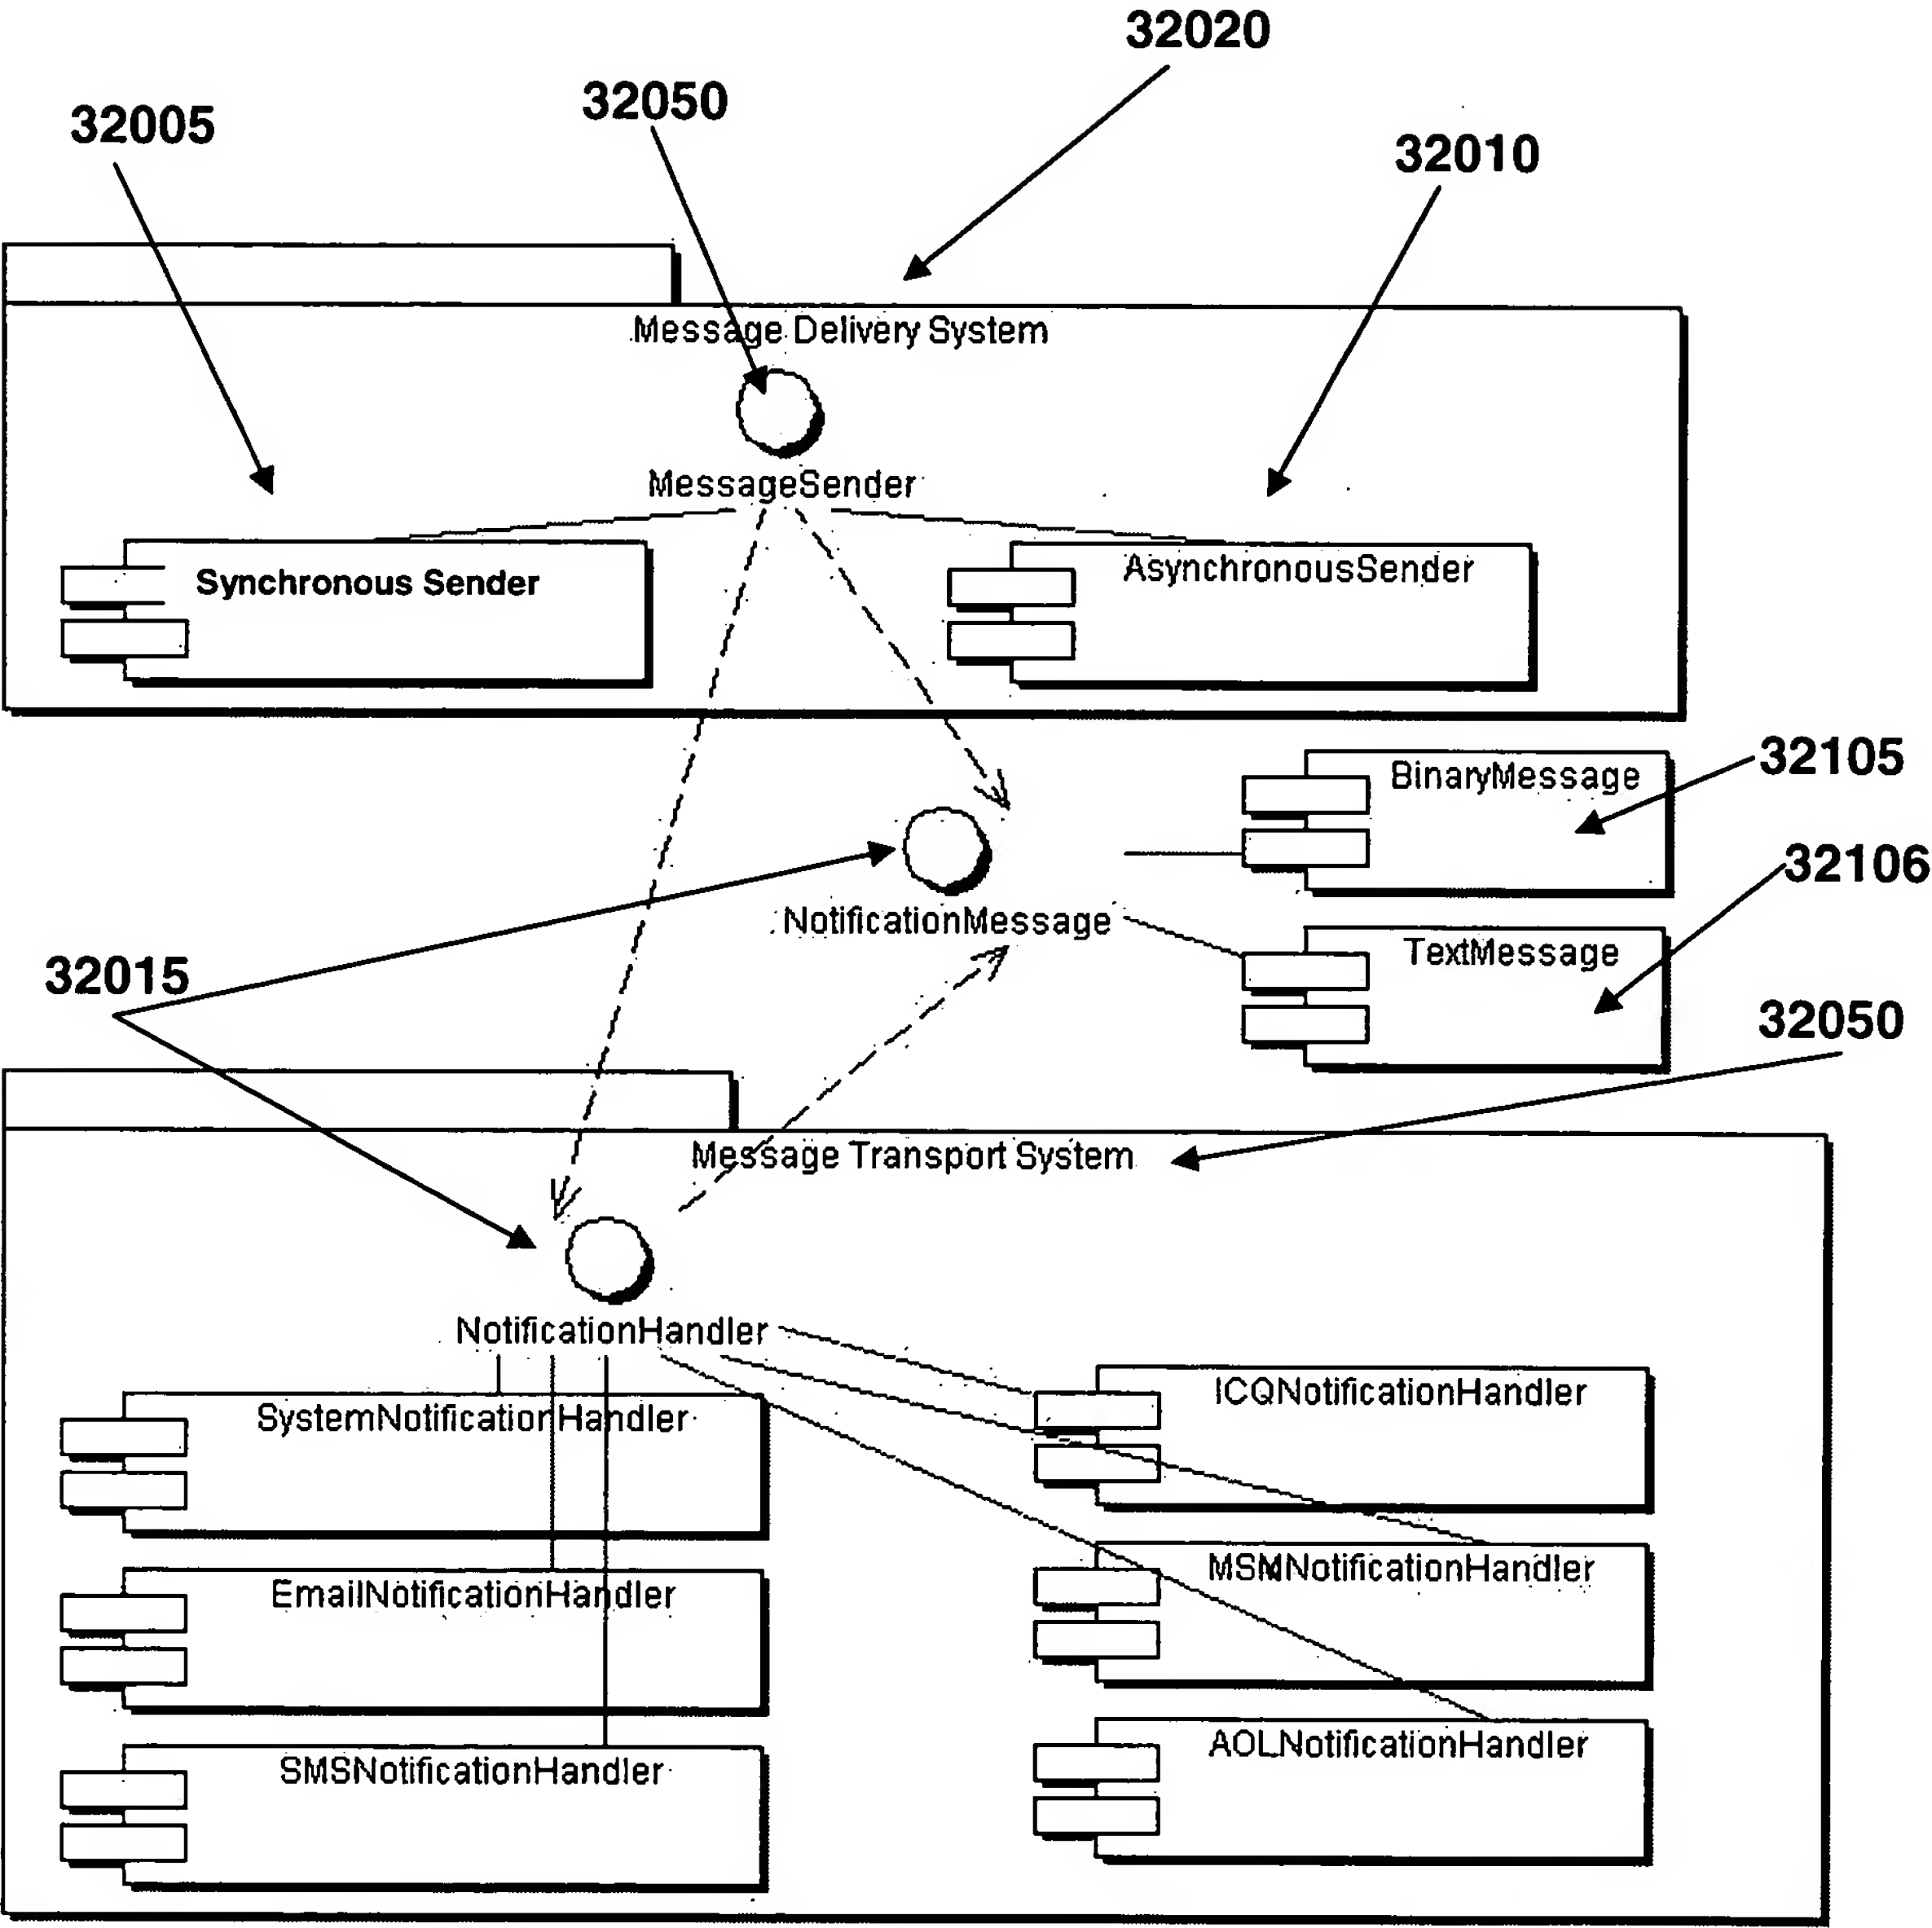 32020
32050
32005
32010
Message Delivery System
MessageSender
Synchronous Sender
AsynchronousSender
32105
BinaryMessage
32106
NotificationMessage
TextMessage
32015
32050
Message Transport System
NotificationHandler
ICQNotificationHandler
SystemNotificationHandler
MSMNotificationHandler
EmailNotificationHandler
AOLNotificationHandler
SMSNotificationHandler